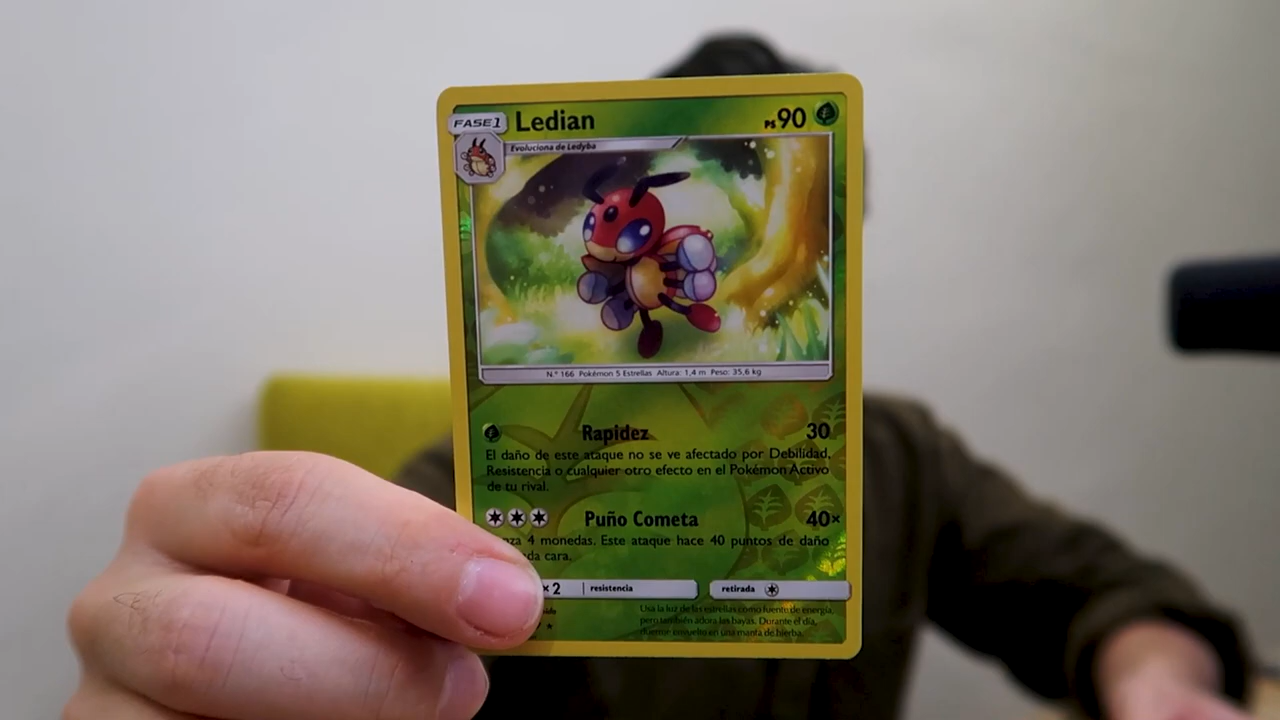 FASE 1 Ledian PS 90
Evoluciona de Ledyba
N.º 166 Pokémon 5 Estrellas Altura: 1,4 m Peso: 35,6 kg
Rapidez 30
El daño de este ataque no se ve afectado por Debilidad,
Resistencia o cualquier otro efecto en el Pokémon Activo
de tu rival.
Puño Cometa 40×
4 monedas. Este ataque hace 40 puntos de daño
cara.
×2 resistencia retirada
Usa la luz de las estrellas como fuente de energía,
pero también adora las bayas. Durante el día,
duerme envuelto en una manta de hierba.